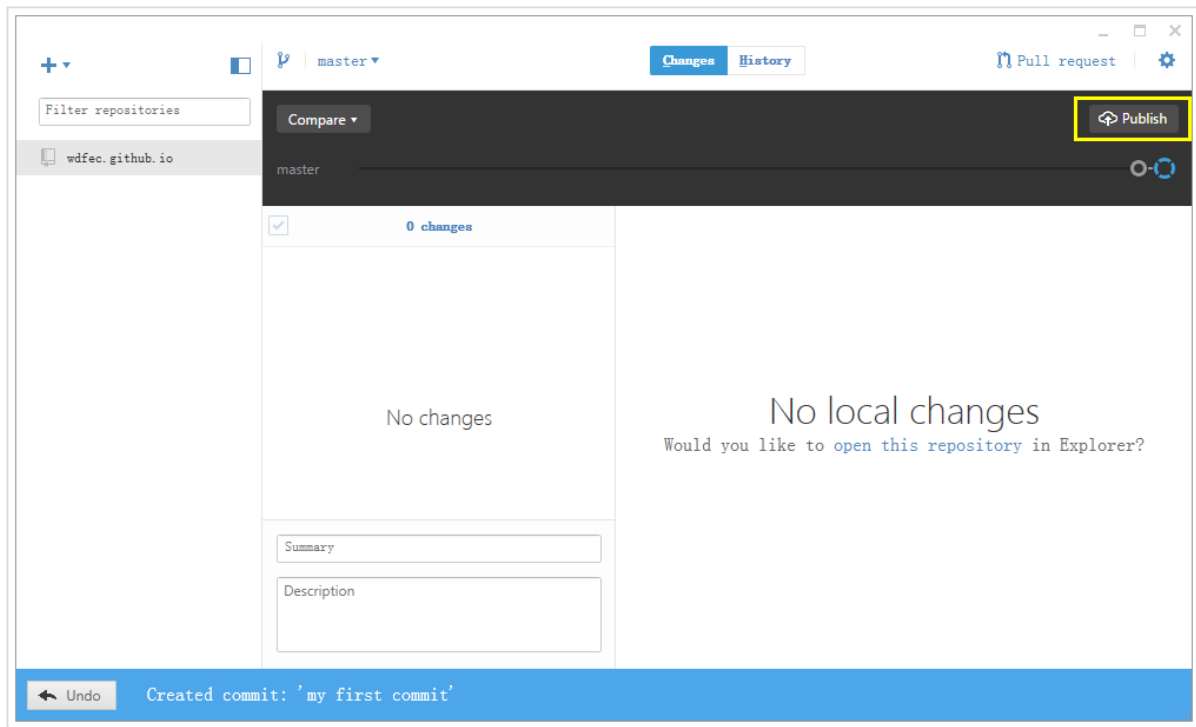 master
Changes
History
Pull request
Filter repositories
Compare
Publish
wdfec.github.io
master
0 changes
No changes
No local changes
Would you like to open this repository in Explorer?
Summary
Description
Undo
Created commit: 'my first commit'